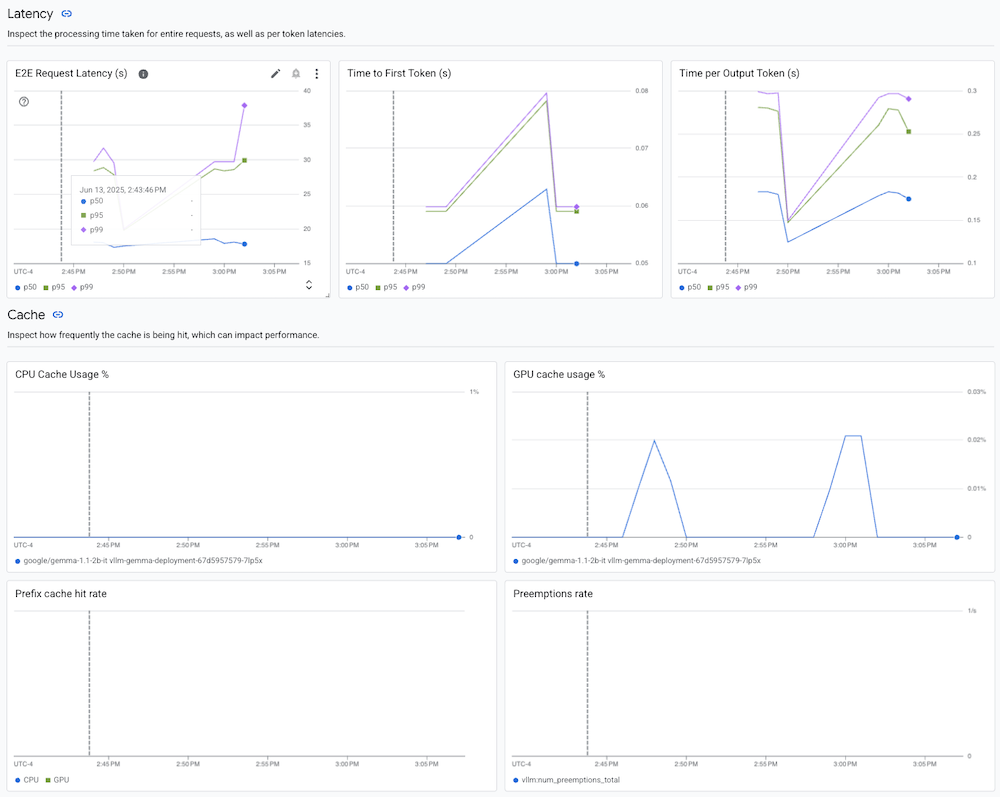 Latency
Inspect the processing time taken for entire requests, as well as per token latencies.
E2E Request Latency (s)
40
35
30
25
20
15
Jun 13, 2025, 2:43:46 PM
p50 -
p95 -
p99 -
UTC-4 2:45 PM 2:50 PM 2:55 PM 3:00 PM 3:05 PM
p50 p95 p99
Time to First Token (s)
0.08
0.07
0.06
0.05
UTC-4 2:45 PM 2:50 PM 2:55 PM 3:00 PM 3:05 PM
p50 p95 p99
Time per Output Token (s)
0.3
0.25
0.2
0.15
0.1
UTC-4 2:45 PM 2:50 PM 2:55 PM 3:00 PM 3:05 PM
p50 p95 p99
Cache
Inspect how frequently the cache is being hit, which can impact performance.
CPU Cache Usage %
1%
0
UTC-4 2:45 PM 2:50 PM 2:55 PM 3:00 PM 3:05 PM
google/gemma-1.1-2b-it vllm-gemma-deployment-67d5957579-7lp5x
GPU cache usage %
0.03%
0.02%
0.01%
0
UTC-4 2:45 PM 2:50 PM 2:55 PM 3:00 PM 3:05 PM
google/gemma-1.1-2b-it vllm-gemma-deployment-67d5957579-7lp5x
Prefix cache hit rate
UTC-4 2:45 PM 2:50 PM 2:55 PM 3:00 PM 3:05 PM
CPU GPU
Preemptions rate
1/s
0
UTC-4 2:45 PM 2:50 PM 2:55 PM 3:00 PM 3:05 PM
vllm:num_preemptions_total